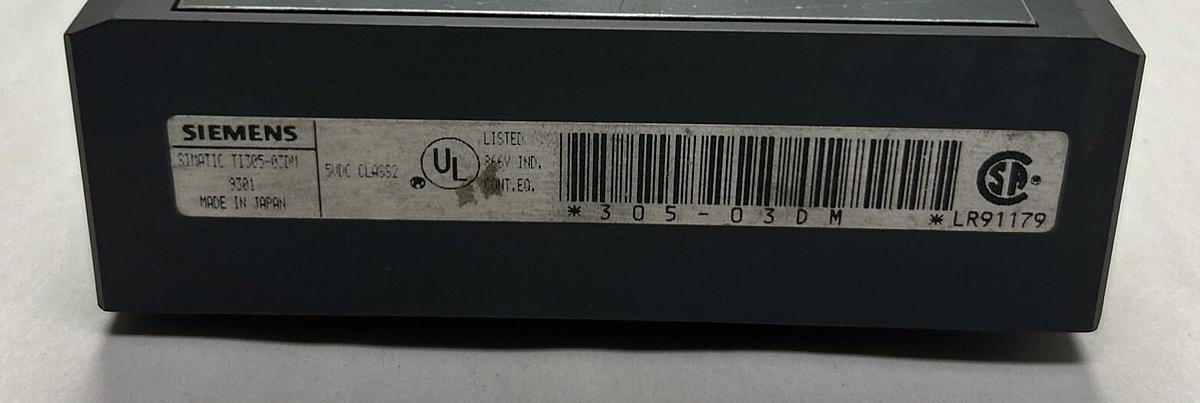 SIEMENS
SIMATIC TI305-03DM
9301
MADE IN JAPAN
5VDC CLASS2
UL
®
LISTED
866V IND.
CONT.EQ.
*305-03DM *
SA
®
LR91179